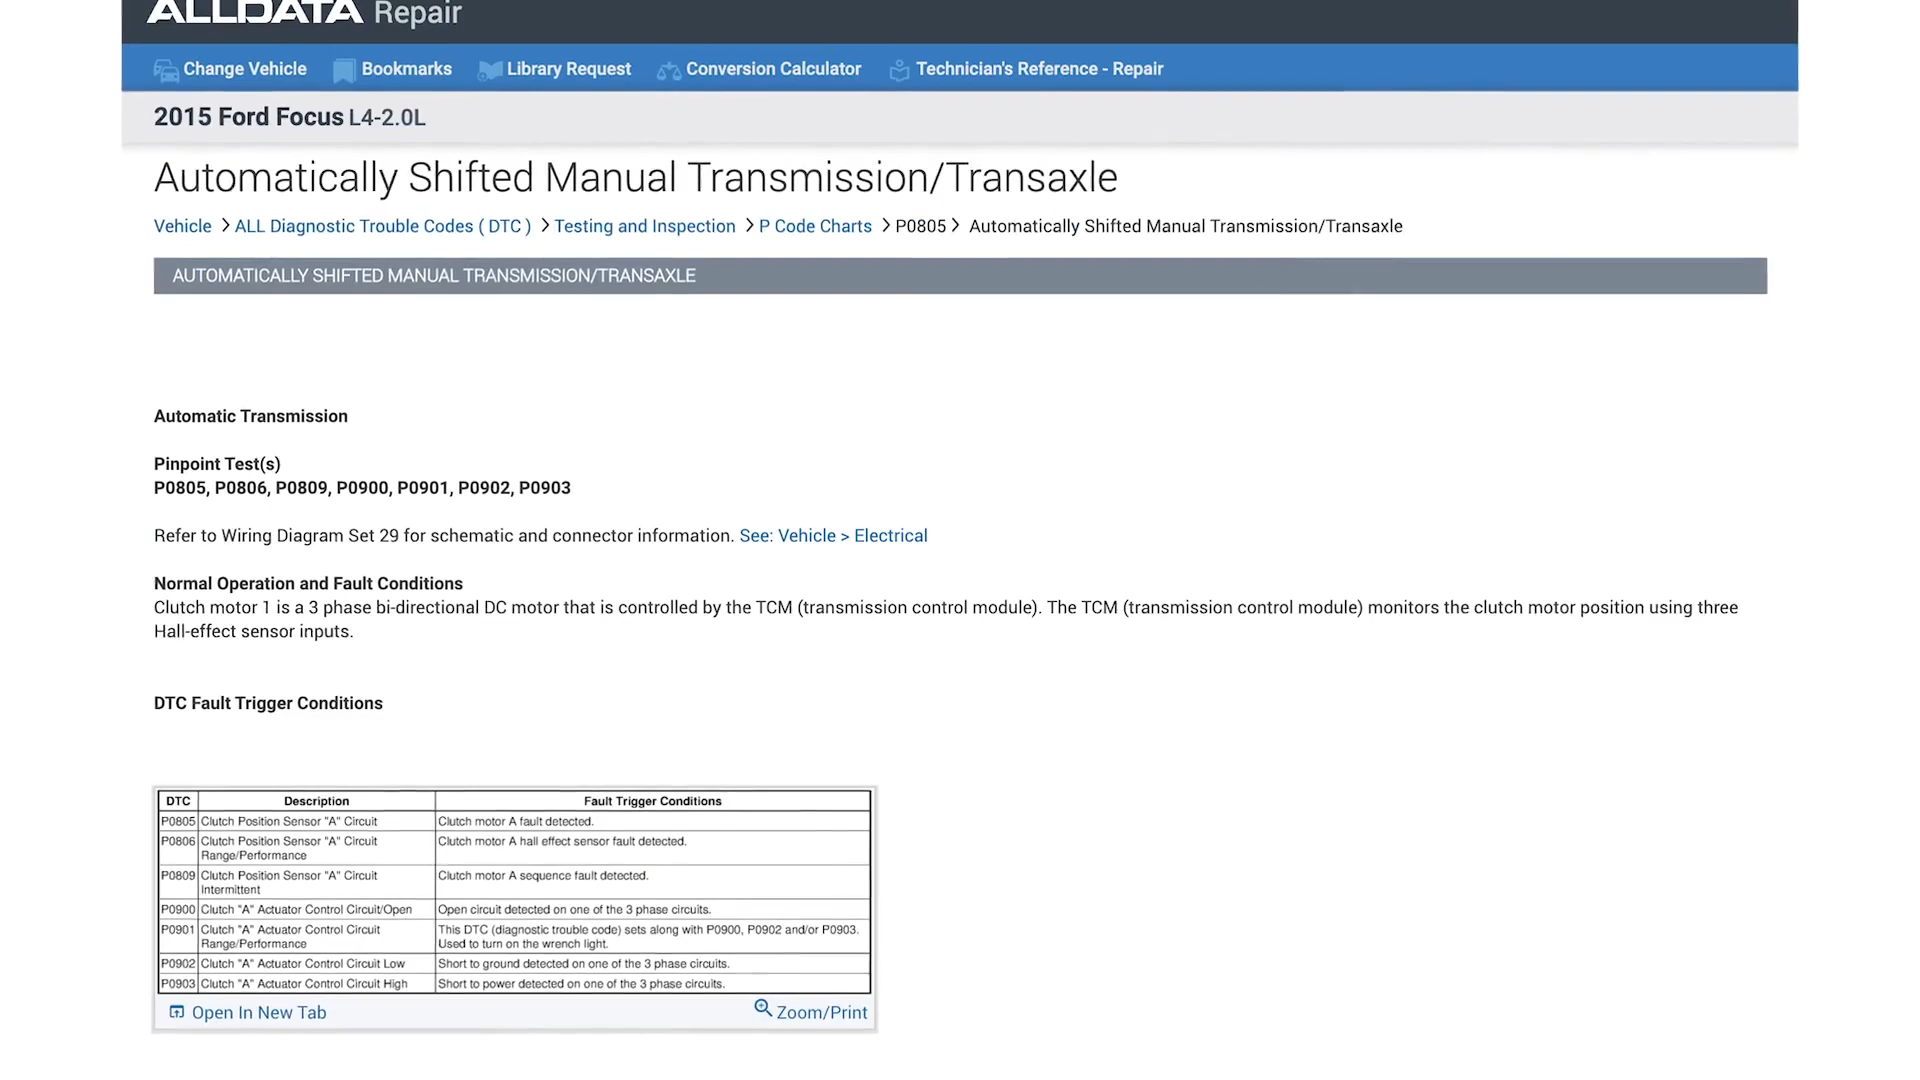 ALLDATA Repair
Change Vehicle Bookmarks Library Request Conversion Calculator Technician's Reference - Repair
2015 Ford Focus L4-2.0L
Automatically Shifted Manual Transmission/Transaxle
Vehicle > ALL Diagnostic Trouble Codes ( DTC ) > Testing and Inspection > P Code Charts > P0805 > Automatically Shifted Manual Transmission/Transaxle
AUTOMATICALLY SHIFTED MANUAL TRANSMISSION/TRANSAXLE
Automatic Transmission
Pinpoint Test(s)
P0805, P0806, P0809, P0900, P0901, P0902, P0903
Refer to Wiring Diagram Set 29 for schematic and connector information. See: Vehicle > Electrical
Normal Operation and Fault Conditions
Clutch motor 1 is a 3 phase bi-directional DC motor that is controlled by the TCM (transmission control module). The TCM (transmission control module) monitors the clutch motor position using three
Hall-effect sensor inputs.
DTC Fault Trigger Conditions
DTC Description Fault Trigger Conditions
P0805 Clutch Position Sensor "A" Circuit Clutch motor A fault detected.
P0806 Clutch Position Sensor "A" Circuit Clutch motor A hall effect sensor fault detected.
Range/Performance
P0809 Clutch Position Sensor "A" Circuit Clutch motor A sequence fault detected.
Intermittent
P0900 Clutch "A" Actuator Control Circuit/Open Open circuit detected on one of the 3 phase circuits.
P0901 Clutch "A" Actuator Control Circuit This DTC (diagnostic trouble code) sets along with P0900, P0902 and/or P0903.
Range/Performance Used to turn on the wrench light.
P0902 Clutch "A" Actuator Control Circuit Low Short to ground detected on one of the 3 phase circuits.
P0903 Clutch "A" Actuator Control Circuit High Short to power detected on one of the 3 phase circuits.
Open In New Tab Zoom/Print